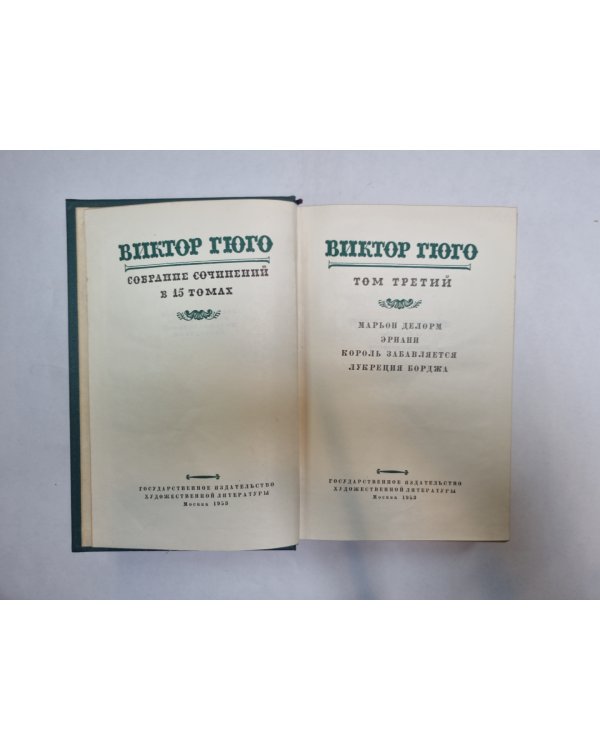 ВИКТОР ГЮГО
СОБРАНИЕ СОЧИНЕНИЙ
В 15 ТОМАХ
ГОСУДАРСТВЕННОЕ ИЗДАТЕЛЬСТВО
ХУДОЖЕСТВЕННОЙ ЛИТЕРАТУРЫ
Москва 1953
ВИКТОР ГЮГО
ТОМ ТРЕТИЙ
МАРЬОН ДЕЛОРМ
ЭРНАНИ
КОРОЛЬ ЗАБАВЛЯЕТСЯ
ЛУКРЕЦИЯ БОРДЖА
ГОСУДАРСТВЕННОЕ ИЗДАТЕЛЬСТВО
ХУДОЖЕСТВЕННОЙ ЛИТЕРАТУРЫ
Москва 1953